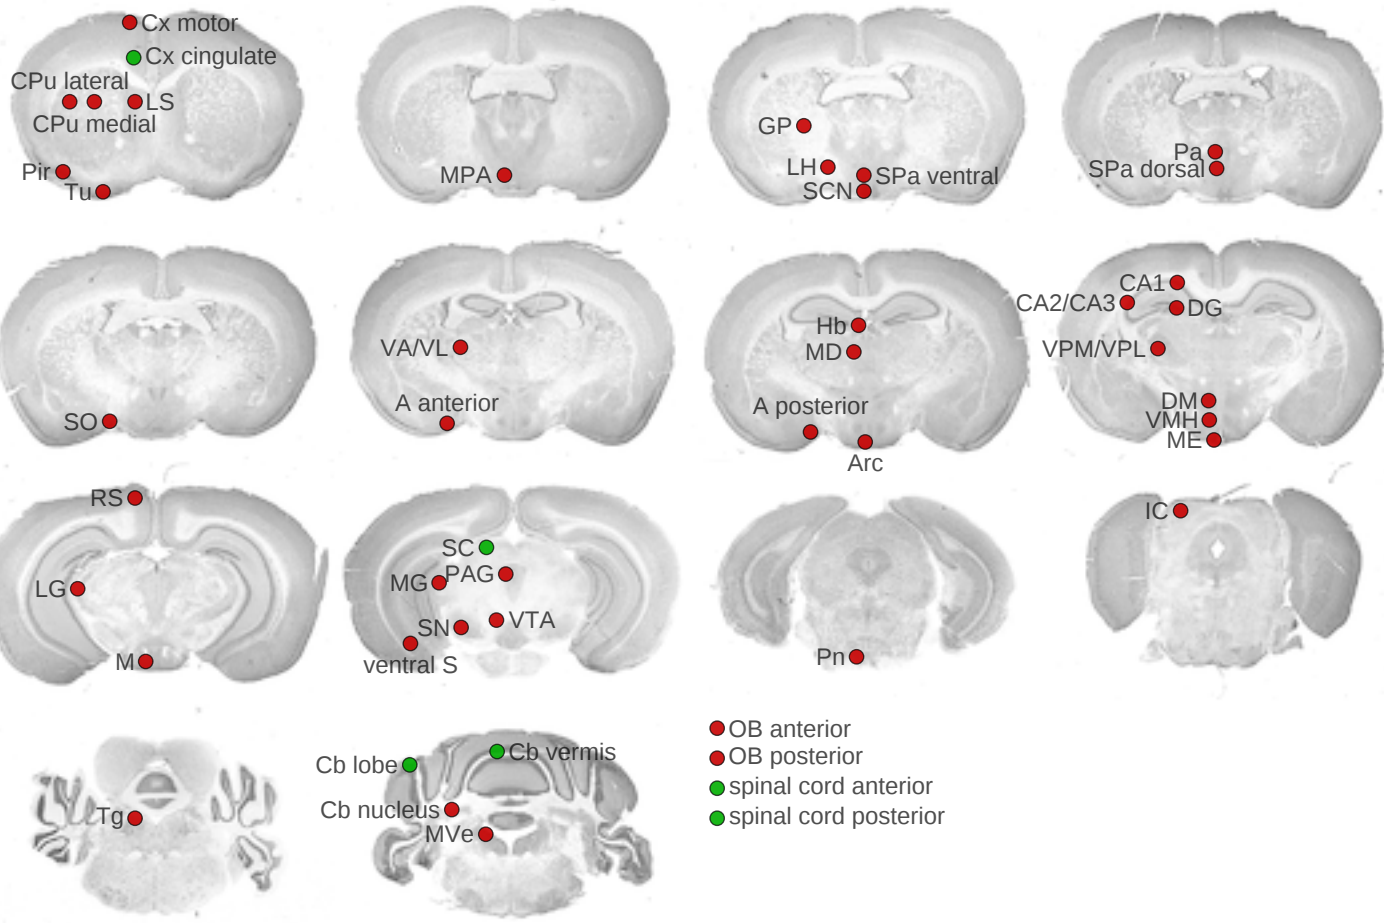 Cx motor
Cx cingulate
CPu lateral
LS
CPu medial
Pir
Tu
MPA
GP
LH
SPa ventral
SCN
Pa
SPa dorsal
SO
VA/VL
A anterior
Hb
MD
A posterior
Arc
CA1
CA2/CA3
DG
VPM/VPL
DM
VMH
ME
RS
LG
M
SC
MG
PAG
SN
VTA
ventral S
Pn
IC
Tg
Cb lobe
Cb vermis
Cb nucleus
MVe
OB anterior
OB posterior
spinal cord anterior
spinal cord posterior